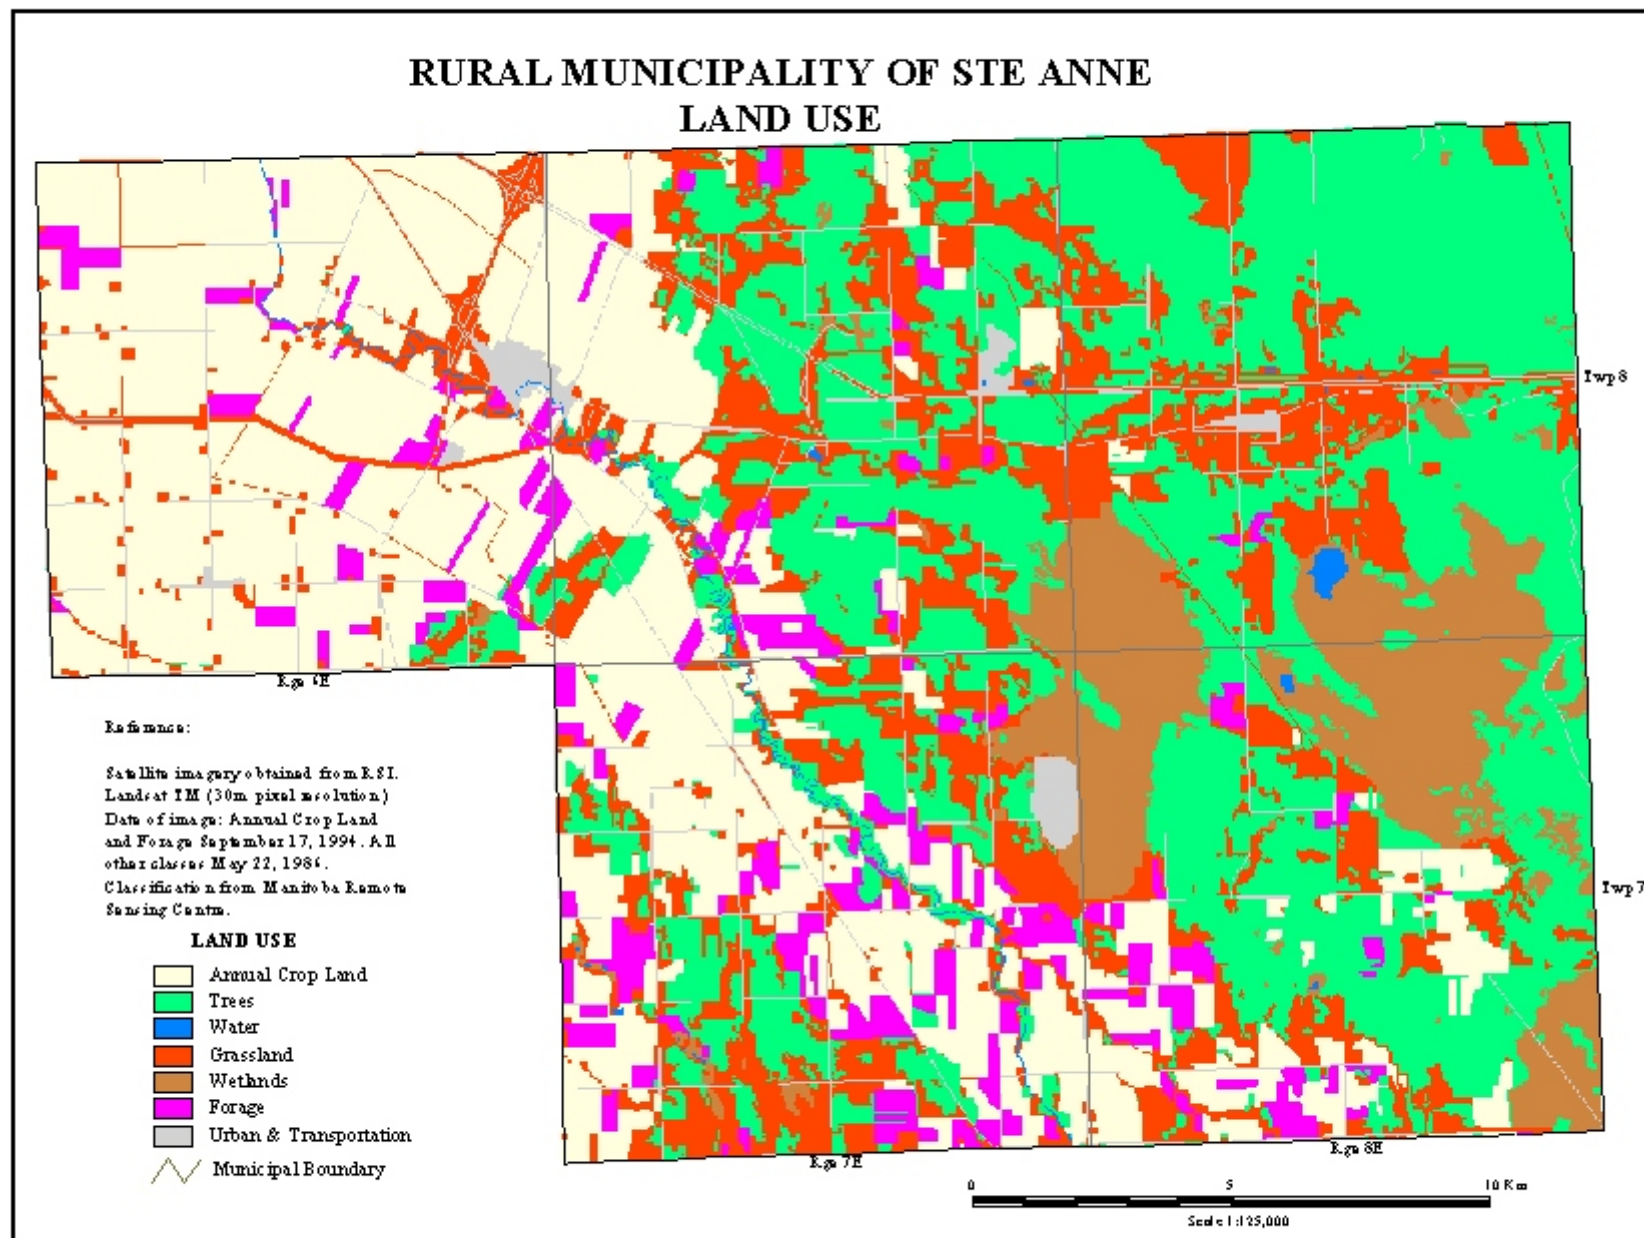 RURAL MUNICIPALITY OF STE ANNE
LAND USE
Twp 8
Rge 6E
Reference:
Satellite imagery obtained from RSI.
Landsat TM (30m pixel resolution)
Date of image: Annual Crop Land
and Forage September 17, 1994. All
other classes May 22, 1986.
Classification from Manitoba Remote
Sensing Centre.
Twp 7
LAND USE
Annual Crop Land
Trees
Water
Grassland
Wetlands
Forage
Urban & Transportation
Municipal Boundary
Rge 7E
Rge 8E
0 5 10 Km
Scale 1:125,000